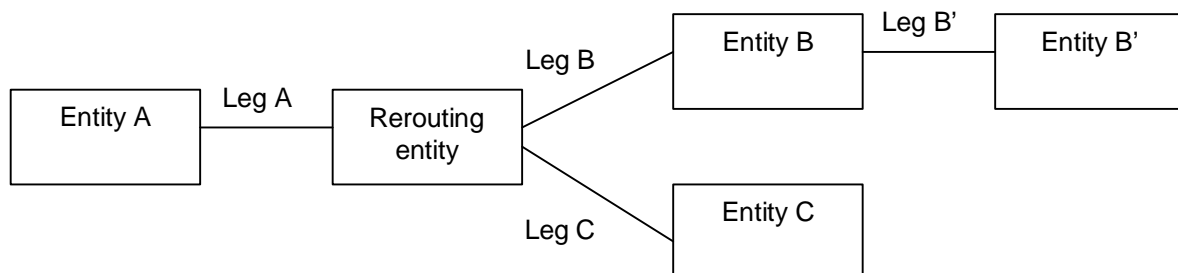 Entity A
Leg A
Rerouting
entity
Leg B
Entity B
Leg B’
Entity B‘
Leg C
Entity C